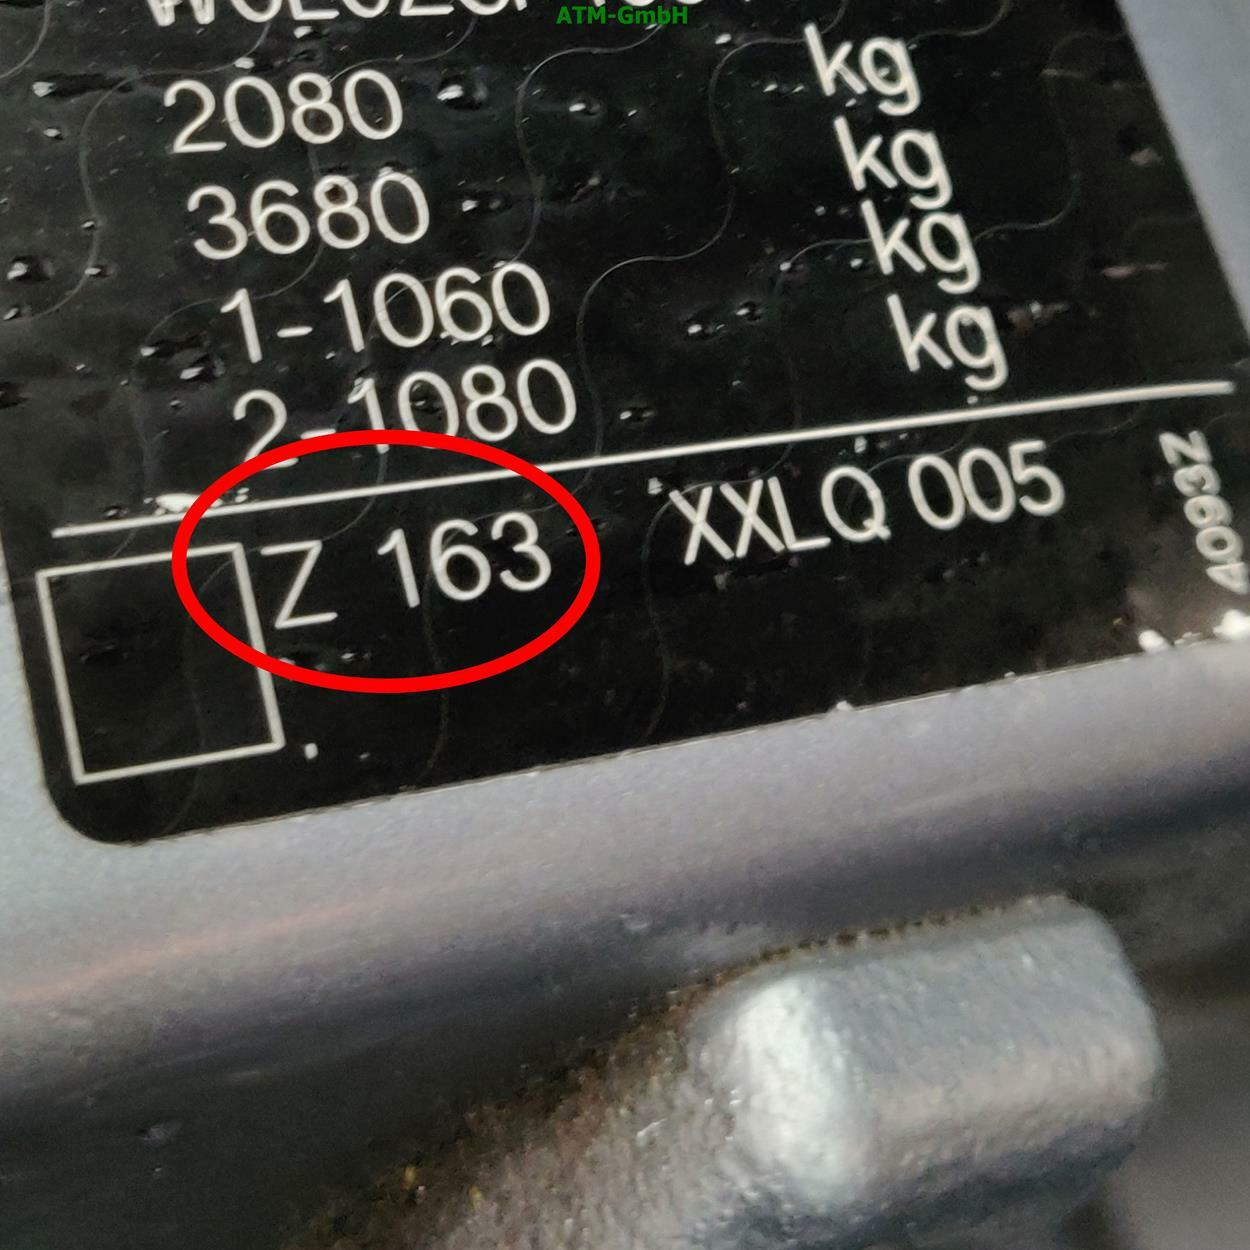 ATM-GmbH
2080 kg
3680 kg
1-1060 kg
2-1080 kg
Z 163 XXLQ 005
4093Z